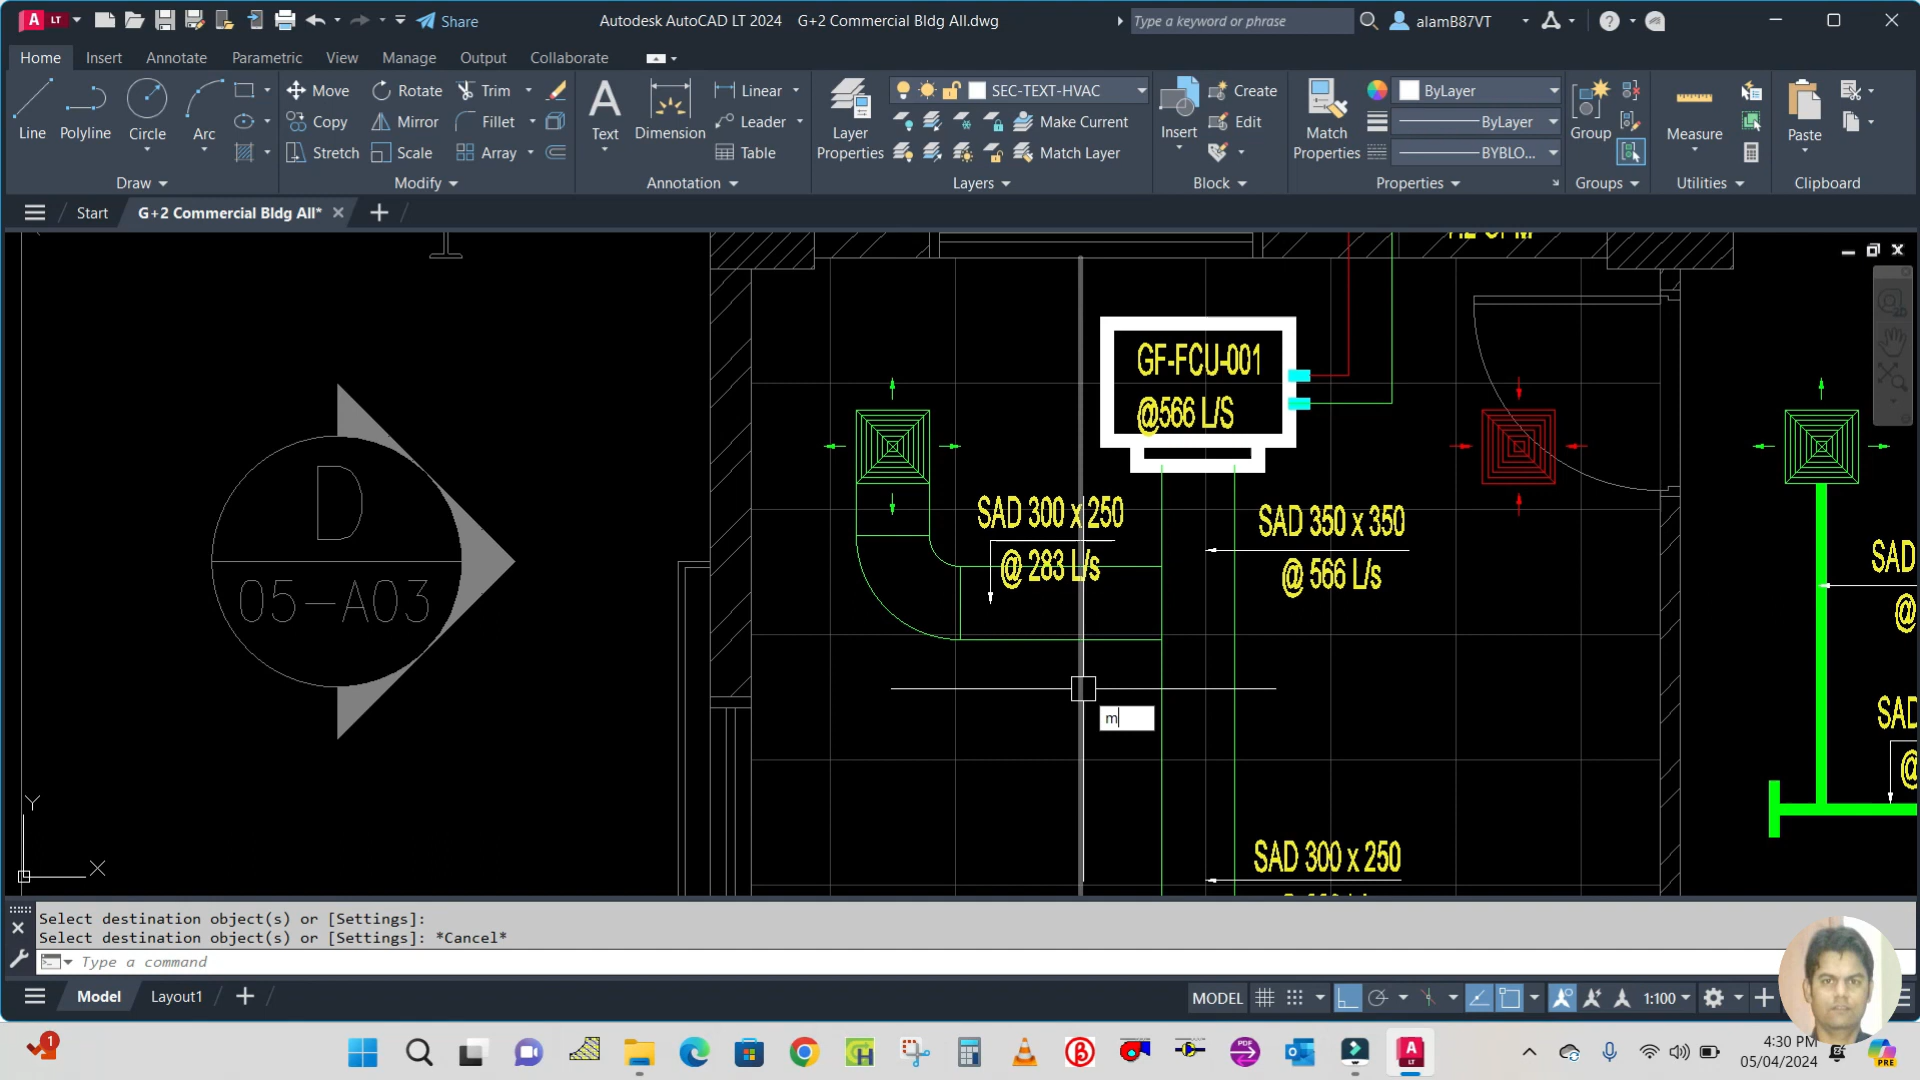 A LT
Share
Autodesk AutoCAD LT 2024 G+2 Commercial Bldg All.dwg
Type a keyword or phrase
alamB87VT
Home Insert Annotate Parametric View Manage Output Collaborate
Line Polyline Circle Arc
Move Rotate Trim
Copy Mirror Fillet
Stretch Scale Array
Text Dimension
Linear
Leader
Table
Layer Properties
SEC-TEXT-HVAC
Make Current
Match Layer
Insert
Create
Edit
Match Properties
ByLayer
ByLayer
BYBLO...
Group
Measure
Paste
Draw Modify Annotation Layers Block Properties Groups Utilities Clipboard
Start G+2 Commercial Bldg All*
GF-FCU-001
@566 L/S
SAD 300 x 250
@ 283 L/s
SAD 350 x 350
@ 566 L/s
D
05-A03
m
SAD 300 x 250
SAD
@
SAD
@
Y
X
Select destination object(s) or [Settings]:
Select destination object(s) or [Settings]: *Cancel*
Type a command
Model Layout1
MODEL
1:100
1
PDF
A LT
4:30 PM
05/04/2024
PRE